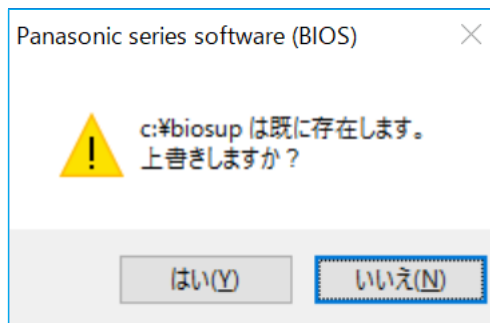 Panasonic series software (BIOS)
c:¥biosup は既に存在します。
上書きしますか？
はい(Y)
いいえ(N)